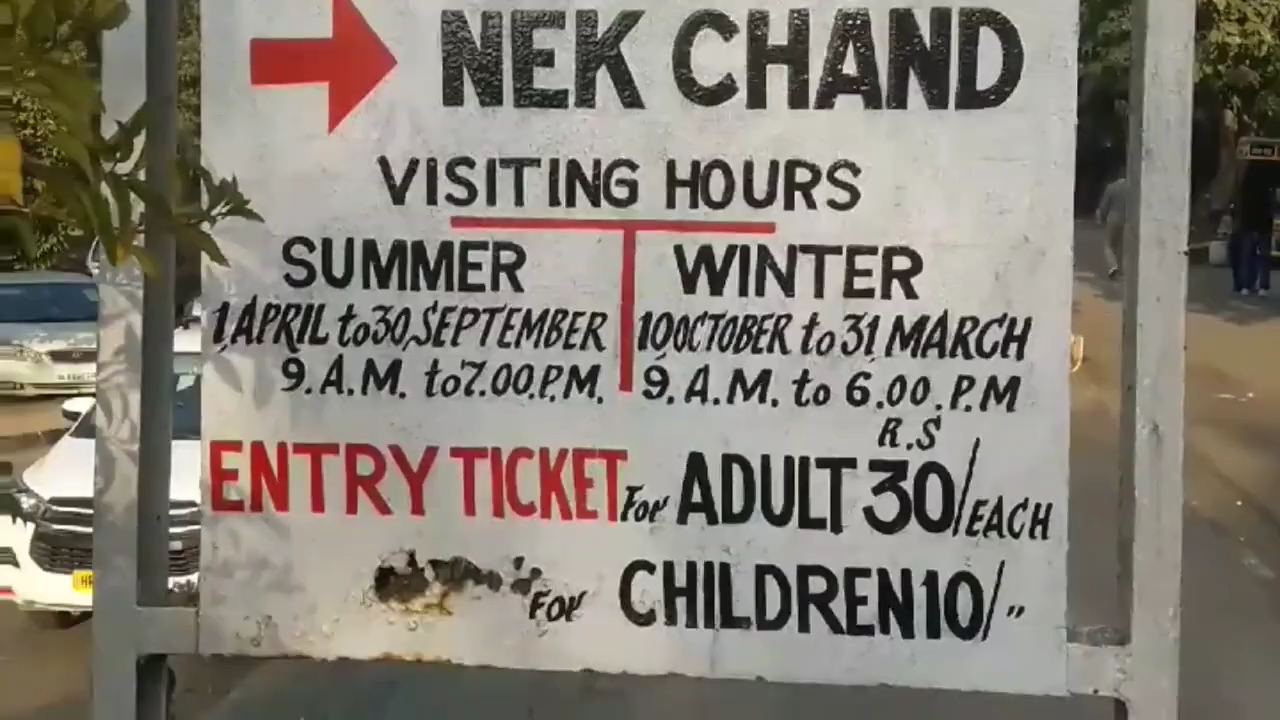 NEK CHAND
VISITING HOURS
SUMMER
1,APRIL to 30,SEPTEMBER
9.A.M. to 7.00.P.M.
WINTER
1,OCTOBER to 31, MARCH
9.A.M. to 6.00.P.M
R.S
ENTRY TICKET For ADULT 30/EACH
For CHILDREN 10/〃